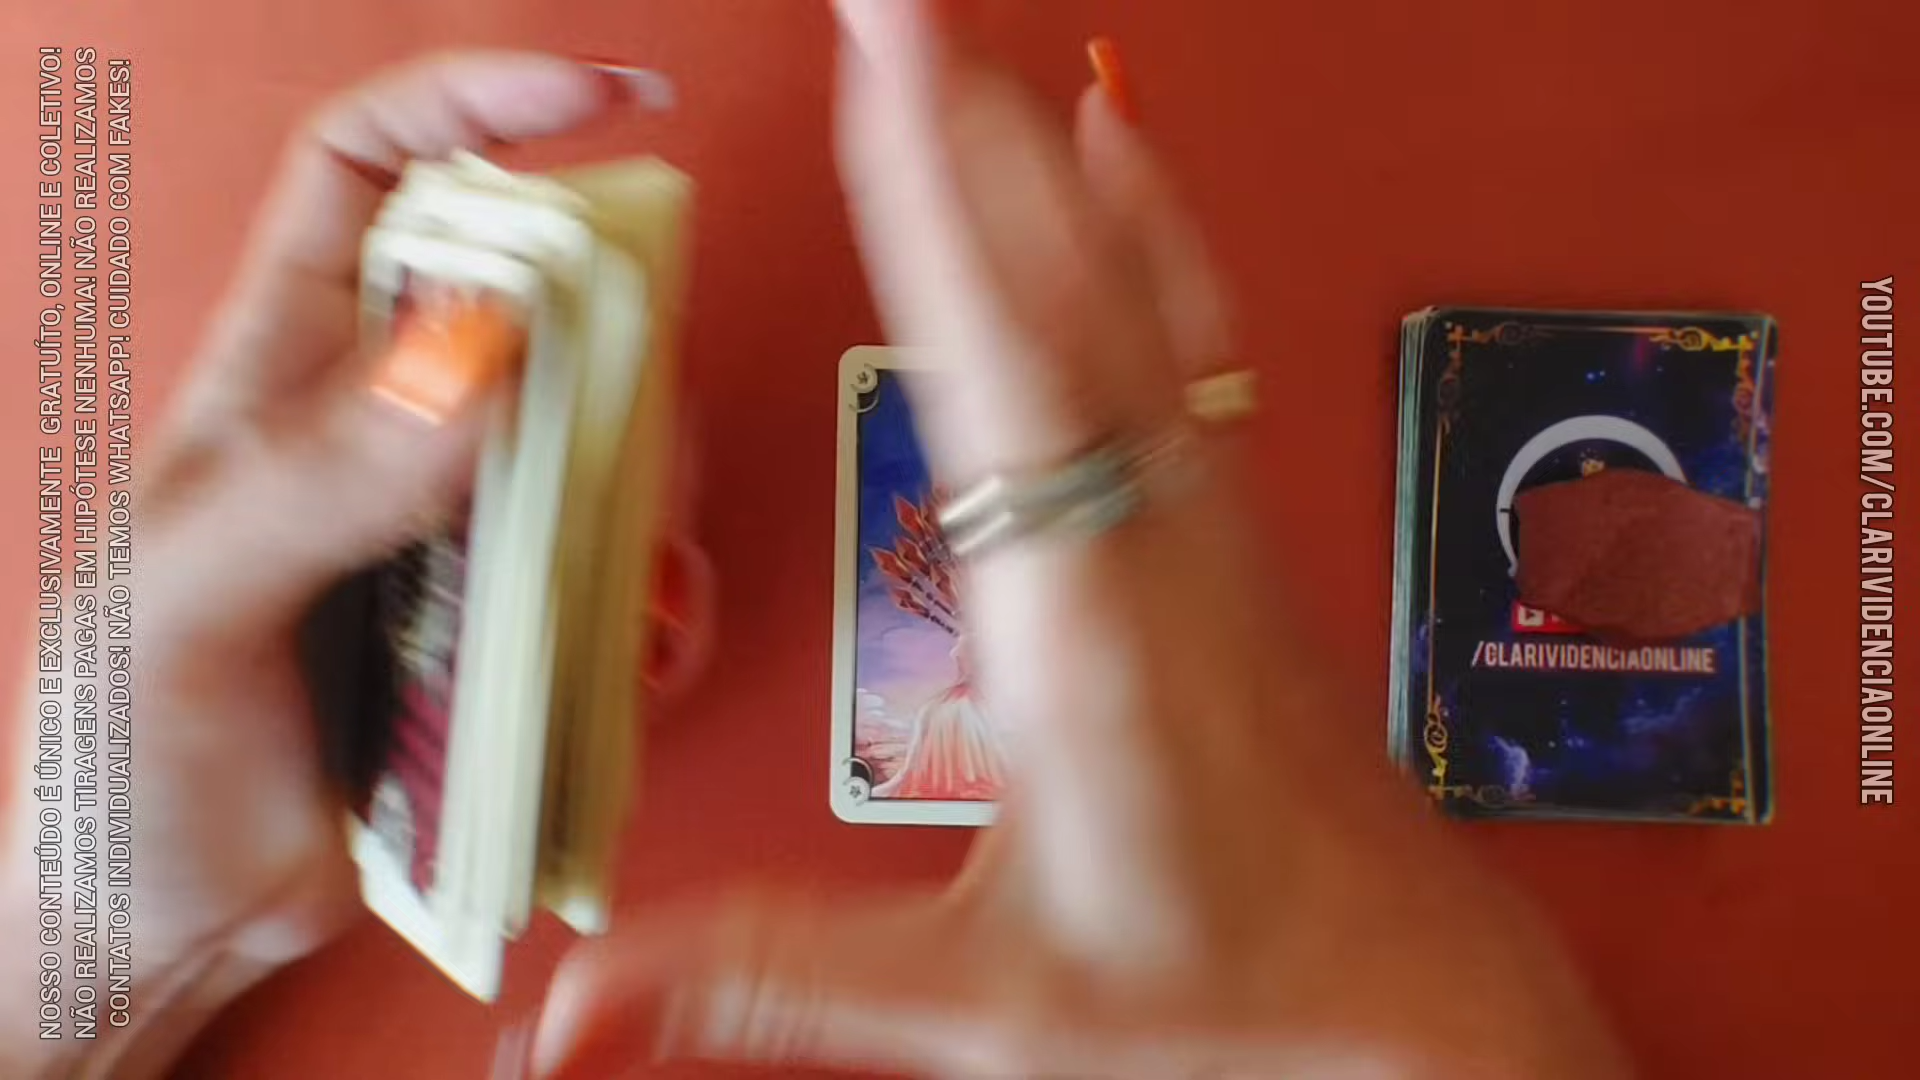 NOSSO CONTEÚDO É ÚNICO E EXCLUSIVAMENTE GRATUÍTO, ONLINE E COLETIVO!
NÃO REALIZAMOS TIRAGENS PAGAS EM HIPÓTESE NENHUMA! NÃO REALIZAMOS
CONTATOS INDIVIDUALIZADOS! NÃO TEMOS WHATSAPP! CUIDADO COM FAKES!
/CLARIVIDENCIAONLINE
YOUTUBE.COM/CLARIVIDENCIAONLINE